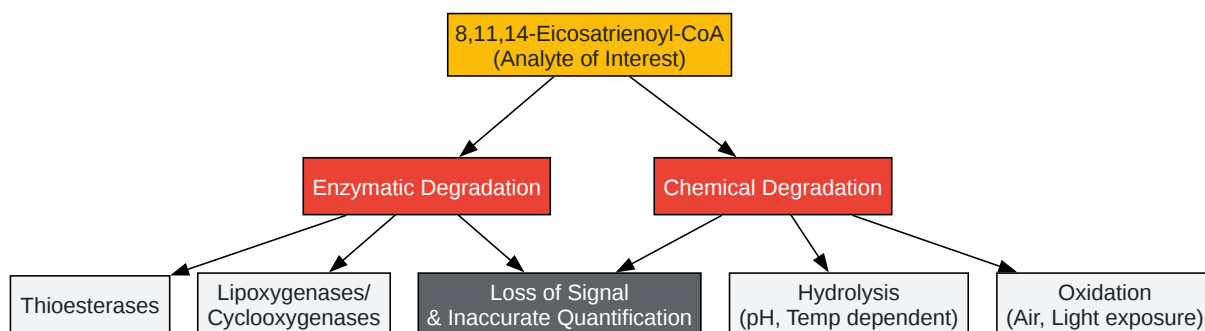 8,11,14-Eicosatrienoyl-CoA
(Analyte of Interest)
Enzymatic Degradation
Chemical Degradation
Thioesterases
Lipoxygenases/
Cyclooxygenases
Loss of Signal
& Inaccurate Quantification
Hydrolysis
(pH, Temp dependent)
Oxidation
(Air, Light exposure)